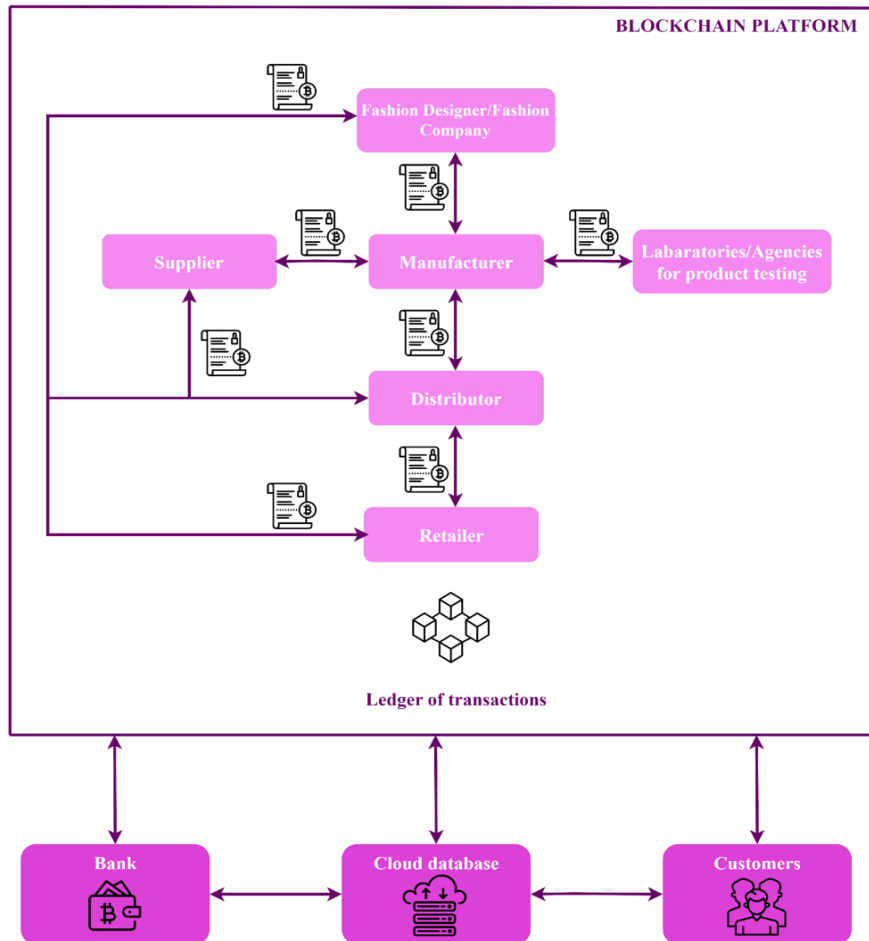 BLOCKCHAIN PLATFORM
Fashion Designer/Fashion
Company
Supplier
Manufacturer
Labaratories/Agencies
for product testing
Distributor
Retailer
Ledger of transactions
Bank
Cloud database
Customers